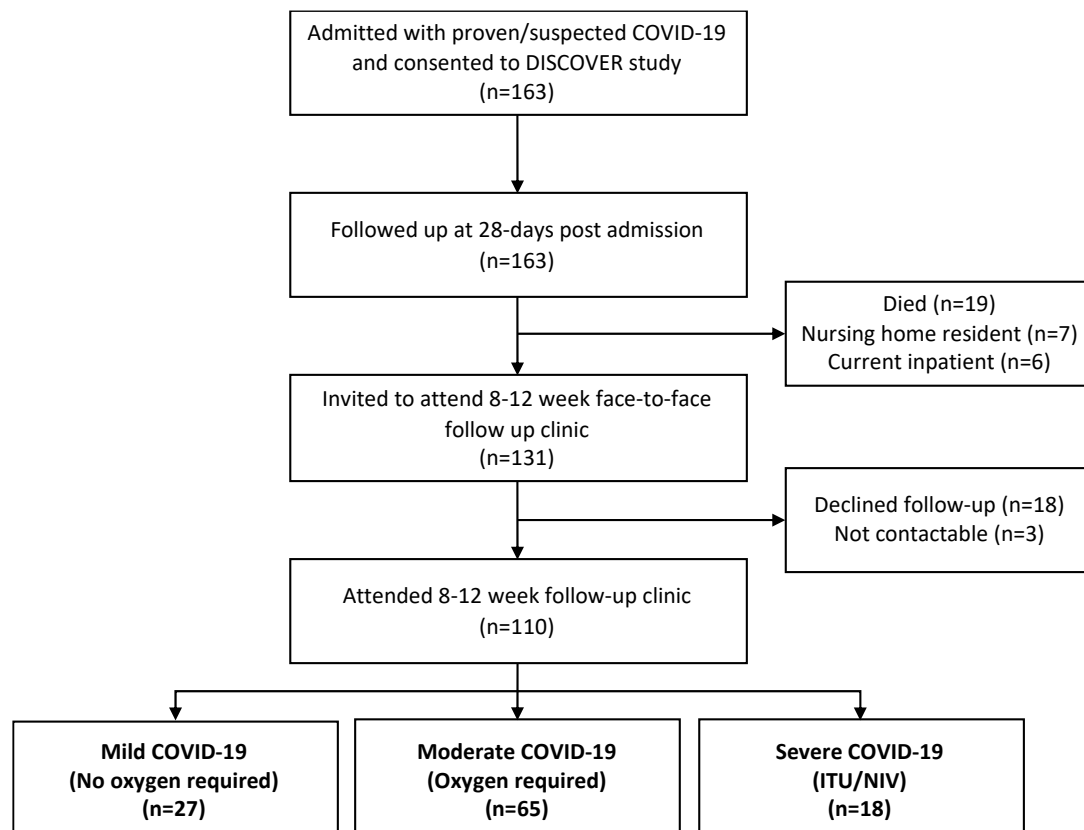 Admitted with proven/suspected COVID-19
and consented to DISCOVER study
(n=163)
Followed up at 28-days post admission
(n=163)
Died (n=19)
Nursing home resident (n=7)
Current inpatient (n=6)
Invited to attend 8-12 week face-to-face
follow up clinic
(n=131)
Declined follow-up (n=18)
Not contactable (n=3)
Attended 8-12 week follow-up clinic
(n=110)
Mild COVID-19
(No oxygen required)
(n=27)
Moderate COVID-19
(Oxygen required)
(n=65)
Severe COVID-19
(ITU/NIV)
(n=18)